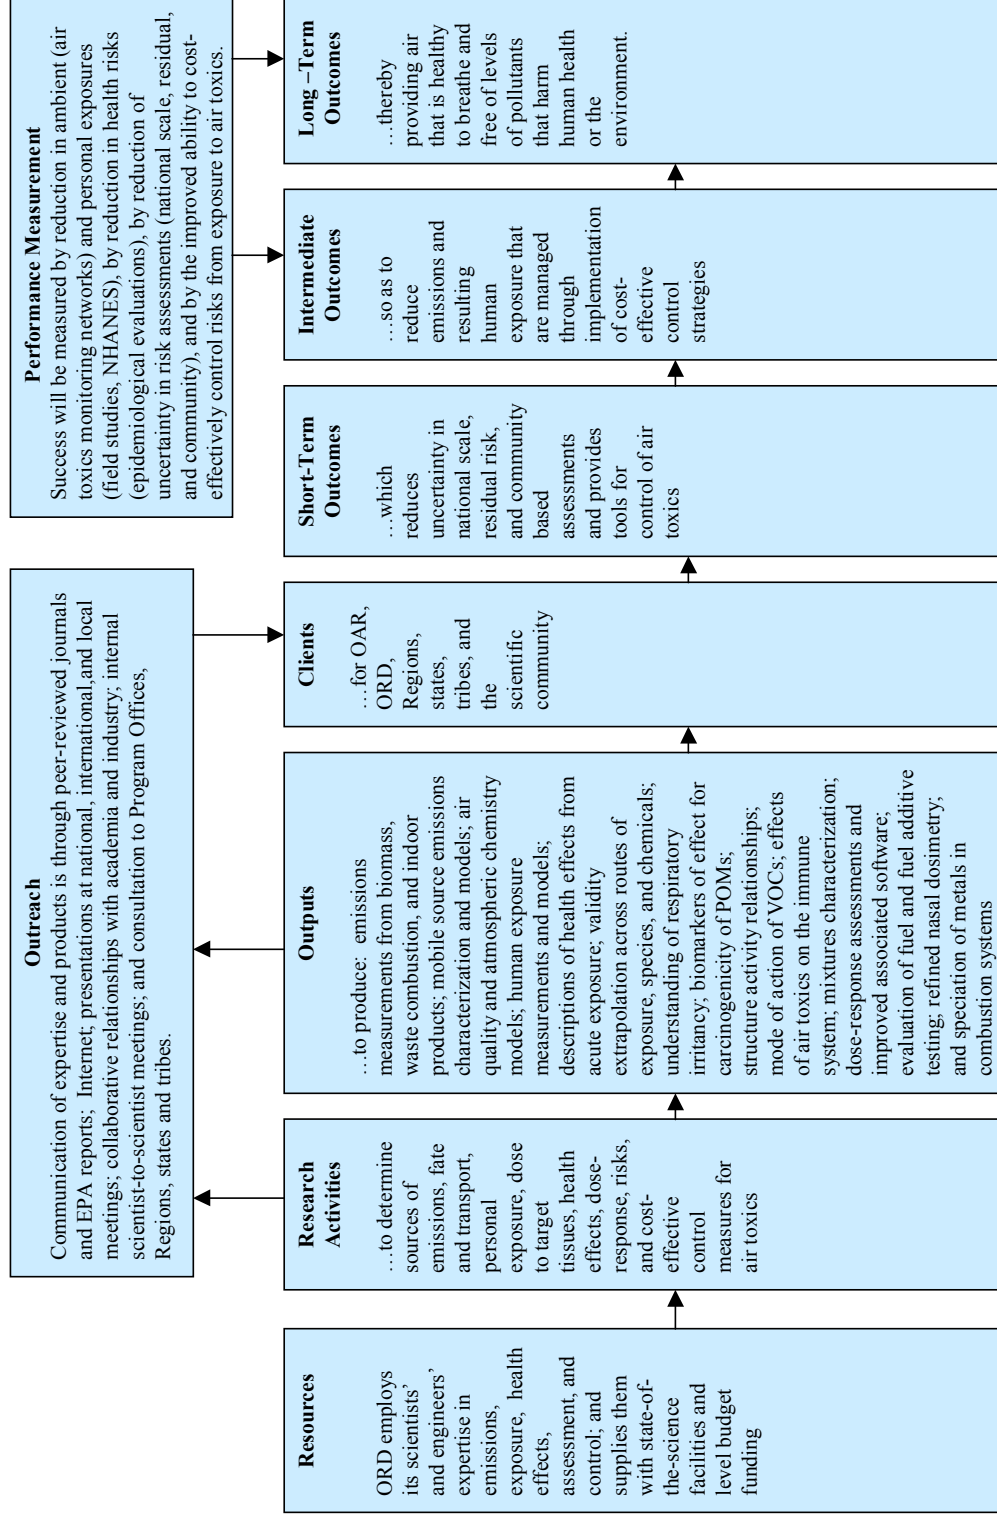 Outreach
Communication of expertise and products is through peer-reviewed journals
and EPA reports; Internet; presentations at national, international,and local
meetings; collaborative relationships with academia and industry; internal
scientist-to-scientist meetings; and consultation to Program Offices,
Regions, states and tribes.
Performance Measurement
Success will be measured by reduction in ambient (air
toxics monitoring networks) and personal exposures
(field studies, NHANES), by reduction in health risks
(epidemiological evaluations), by reduction of
uncertainty in risk assessments (national scale, residual,
and community), and by the improved ability to cost-
effectively control risks from exposure to air toxics.
Resources
ORD employs
its scientists’
and engineers’
expertise in
emissions,
exposure, health
effects,
assessment, and
control; and
supplies them
with state-of-
the-science
facilities and
level budget
funding
Research
Activities
…to determine
sources of
emissions, fate
and transport,
personal
exposure, dose
to target
tissues, health
effects, dose-
response, risks,
and cost-
effective
control
measures for
air toxics
Outputs
…to produce: emissions
measurements from biomass,
waste combustion, and indoor
products; mobile source emissions
characterization and models; air
quality and atmospheric chemistry
models; human exposure
measurements and models;
descriptions of health effects from
acute exposure; validity
extrapolation across routes of
exposure, species, and chemicals;
understanding of respiratory
irritancy; biomarkers of effect for
carcinogenicity of POMs;
structure activity relationships;
mode of action of VOCs; effects
of air toxics on the immune
system; mixtures characterization;
dose-response assessments and
improved associated software;
evaluation of fuel and fuel additive
testing; refined nasal dosimetry;
and speciation of metals in
combustion systems
Clients
…for OAR,
ORD,
Regions,
states,
tribes, and
the
scientific
community
Short-Term
Outcomes
…which
reduces
uncertainty in
national scale,
residual risk,
and community
based
assessments
and provides
tools for
control of air
toxics
Intermediate
Outcomes
…so as to
reduce
emissions and
resulting
human
exposure that
are managed
through
implementation
of cost-
effective
control
strategies
Long –Term
Outcomes
…thereby
providing air
that is healthy
to breathe and
free of levels
of pollutants
that harm
human health
or the
environment.